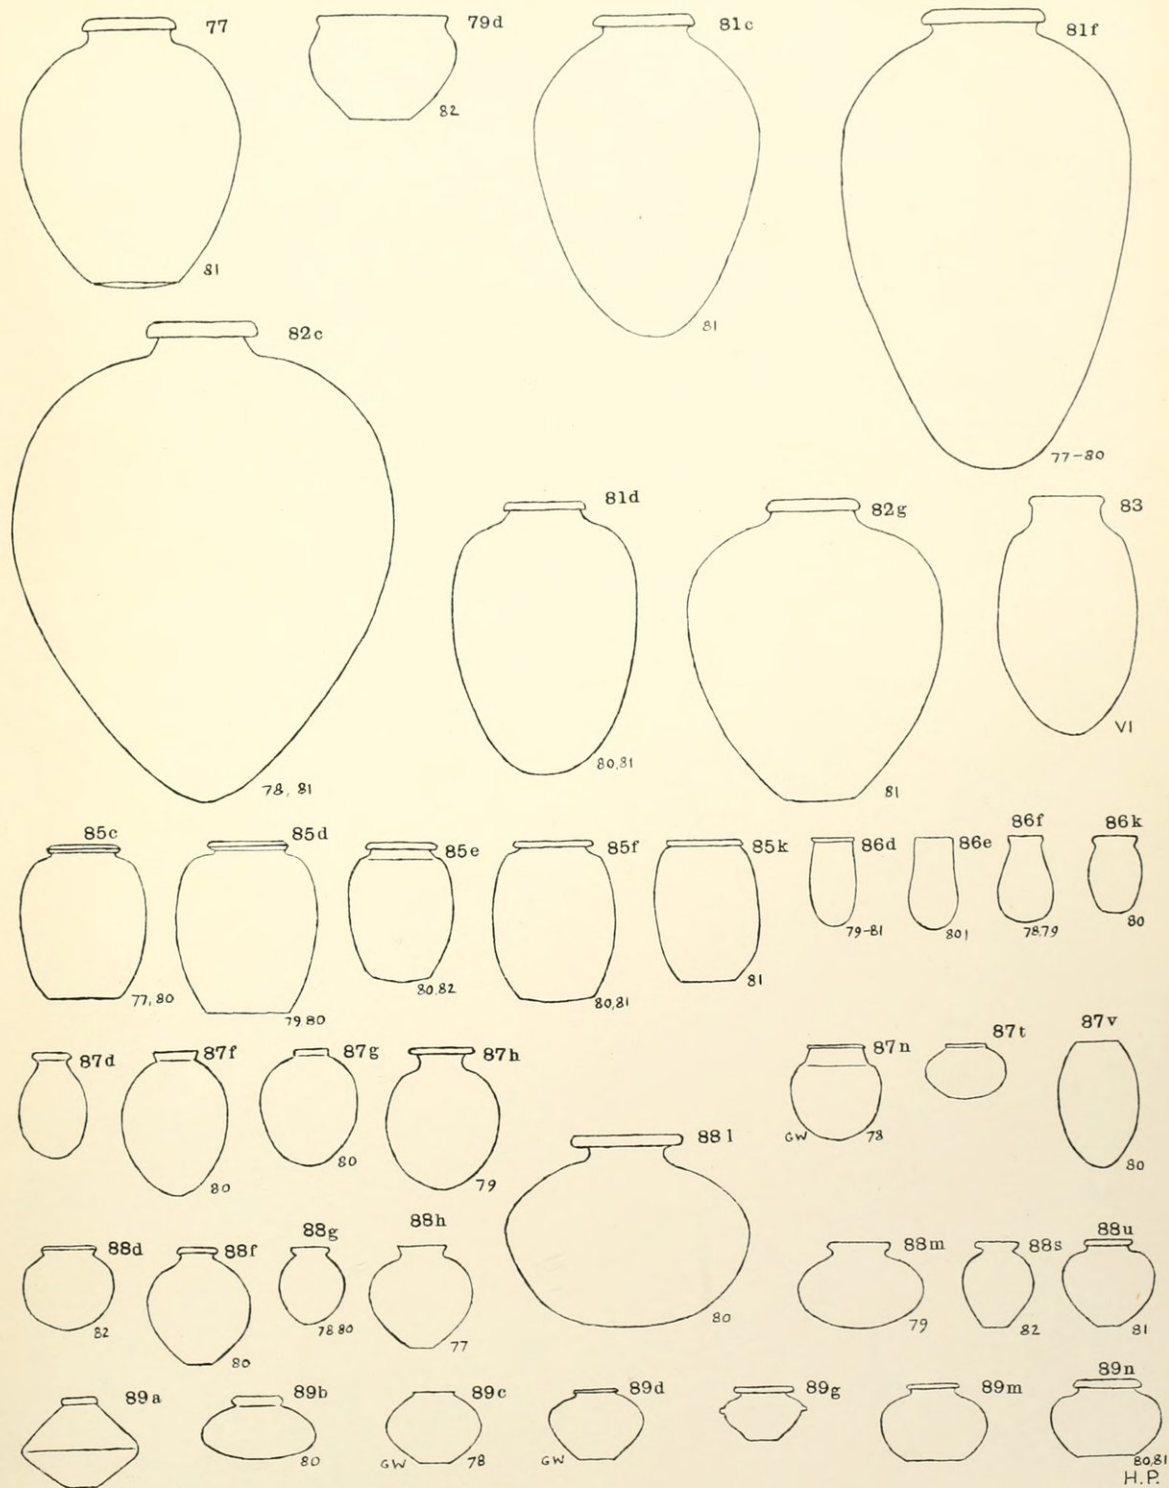 77 79d 81c 81f
82
81
81
82c
77-80
81d 82g 83
VI
80,81
78, 81 81
85c 85d 85e 85f 85k 86d 86e 86f 86k
79-81 801 78.79 80
77,80 79,80 80,82 80,81 81
87d 87f 87g 87h 87n 87t 87v
GW 78
80 80 79 80
88l
88d 88f 88g 88h 88m 88s 88u
82 80 78 80 77 80 79 82 81
89a 89b 89c 89d 89g 89m 89n
80 GW 78 GW 80,81
H.P.